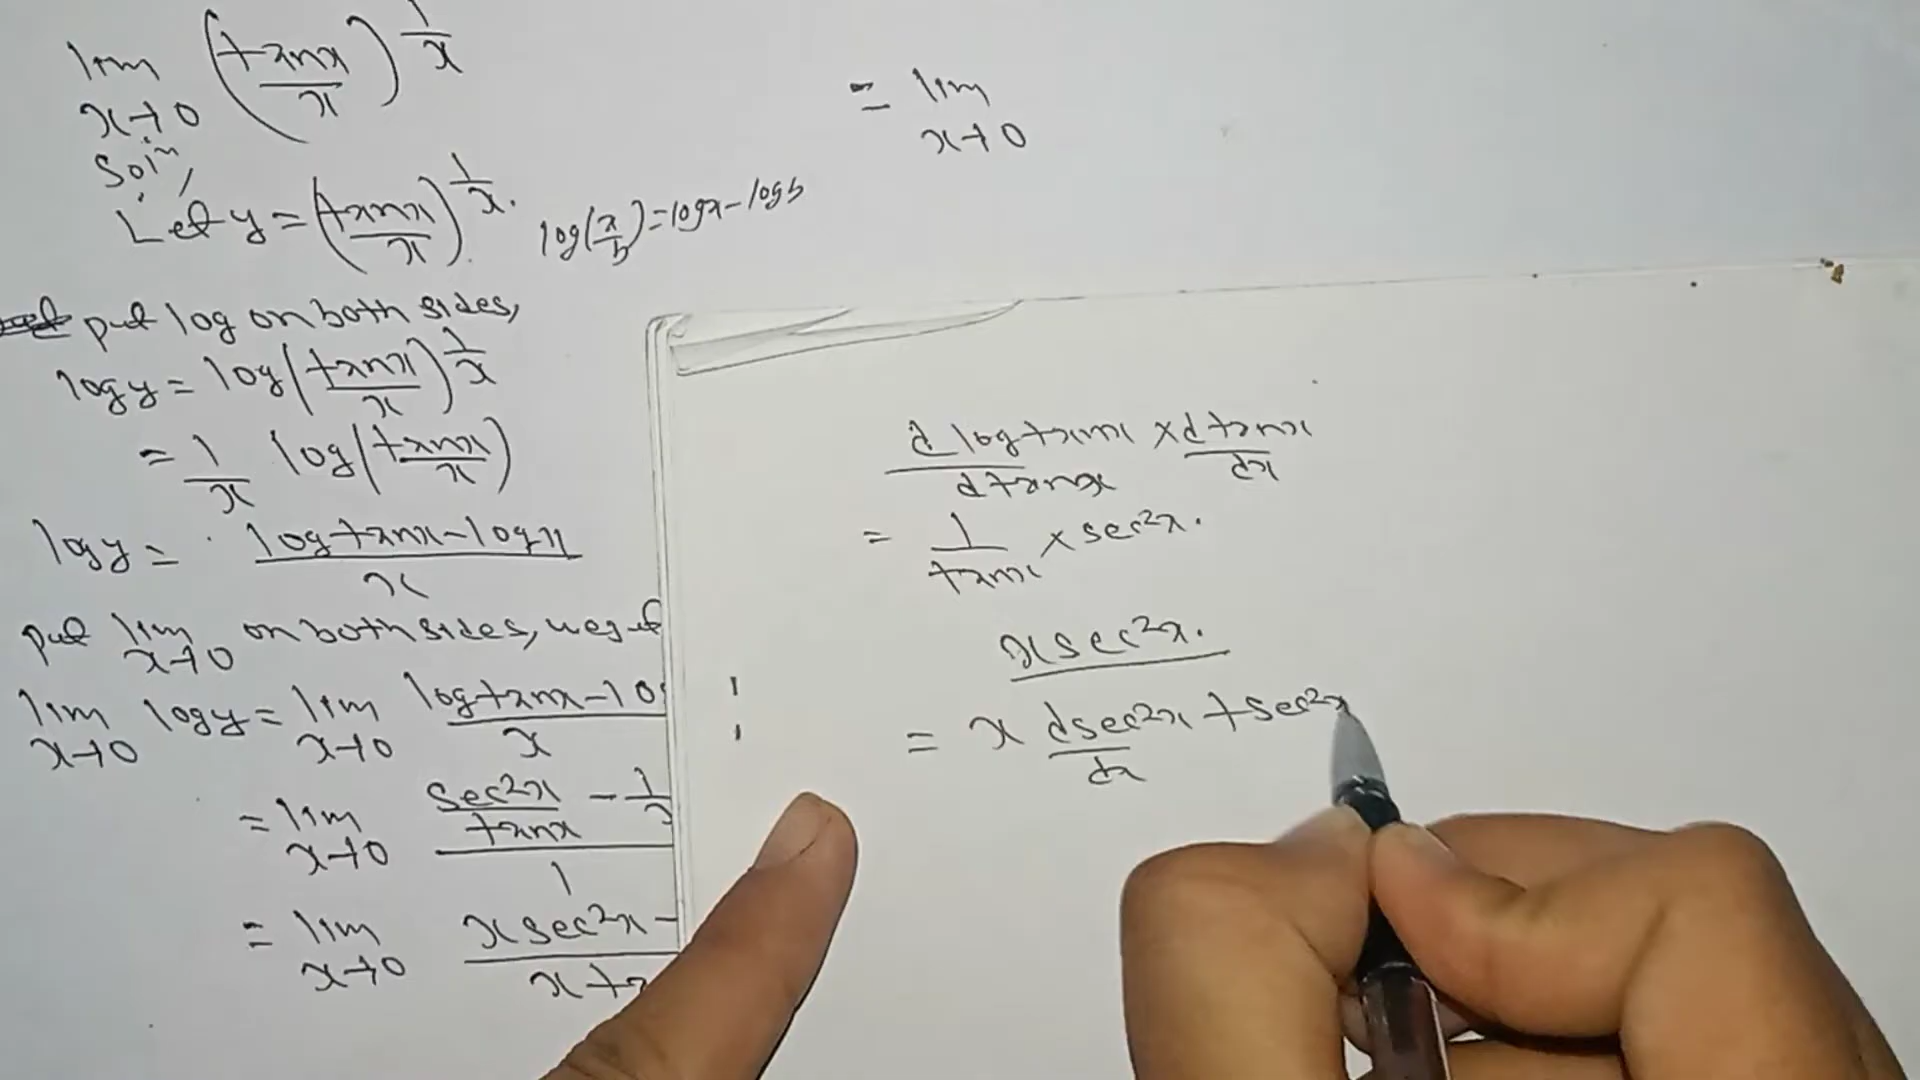 lim (tanx/x)^1/x
x→0
Soln,
Let y = (tanx/x)^1/x.
log(a/b) = loga - logb
put log on both sides,
logy = log(tanx/x)^1/x
= 1/x log(tanx/x)
logy = logtanx - logx / x
put lim x→0 on both sides, we get
lim x→0 logy = lim x→0 logtanx - lo / x
= lim x→0 sec²x/tanx - 1/ / 1
= lim x→0 xsec²x - / x ta
= lim
x→0
d logtanx / dtanx × dtanx / dx
= 1/tanx × sec²x.
xsec²x.
= x dsec²x/dx + sec²x